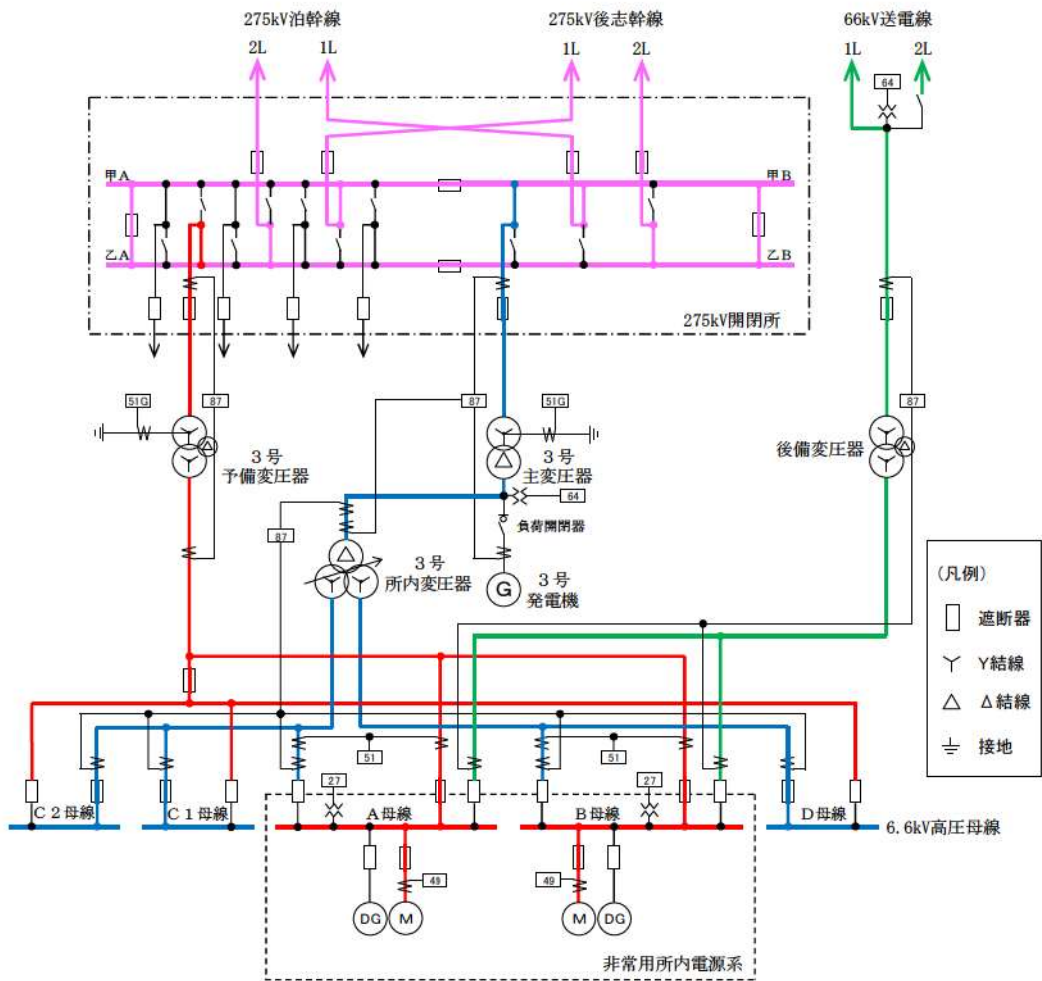 275kV泊幹線
275kV後志幹線
66kV送電線
2L
1L
1L
2L
1L
2L
64
甲A
甲B
乙A
乙B
275kV開閉所
51G
87
87
51G
87
3号
予備変圧器
3号
主変圧器
後備変圧器
64
87
負荷開閉器
3号
所内変圧器
G
3号
発電機
(凡例)
遮断器
Y結線
Δ結線
接地
51
51
27
27
C2母線
C1母線
A母線
B母線
D母線
6.6kV高圧母線
49
49
DG
M
M
DG
非常用所内電源系